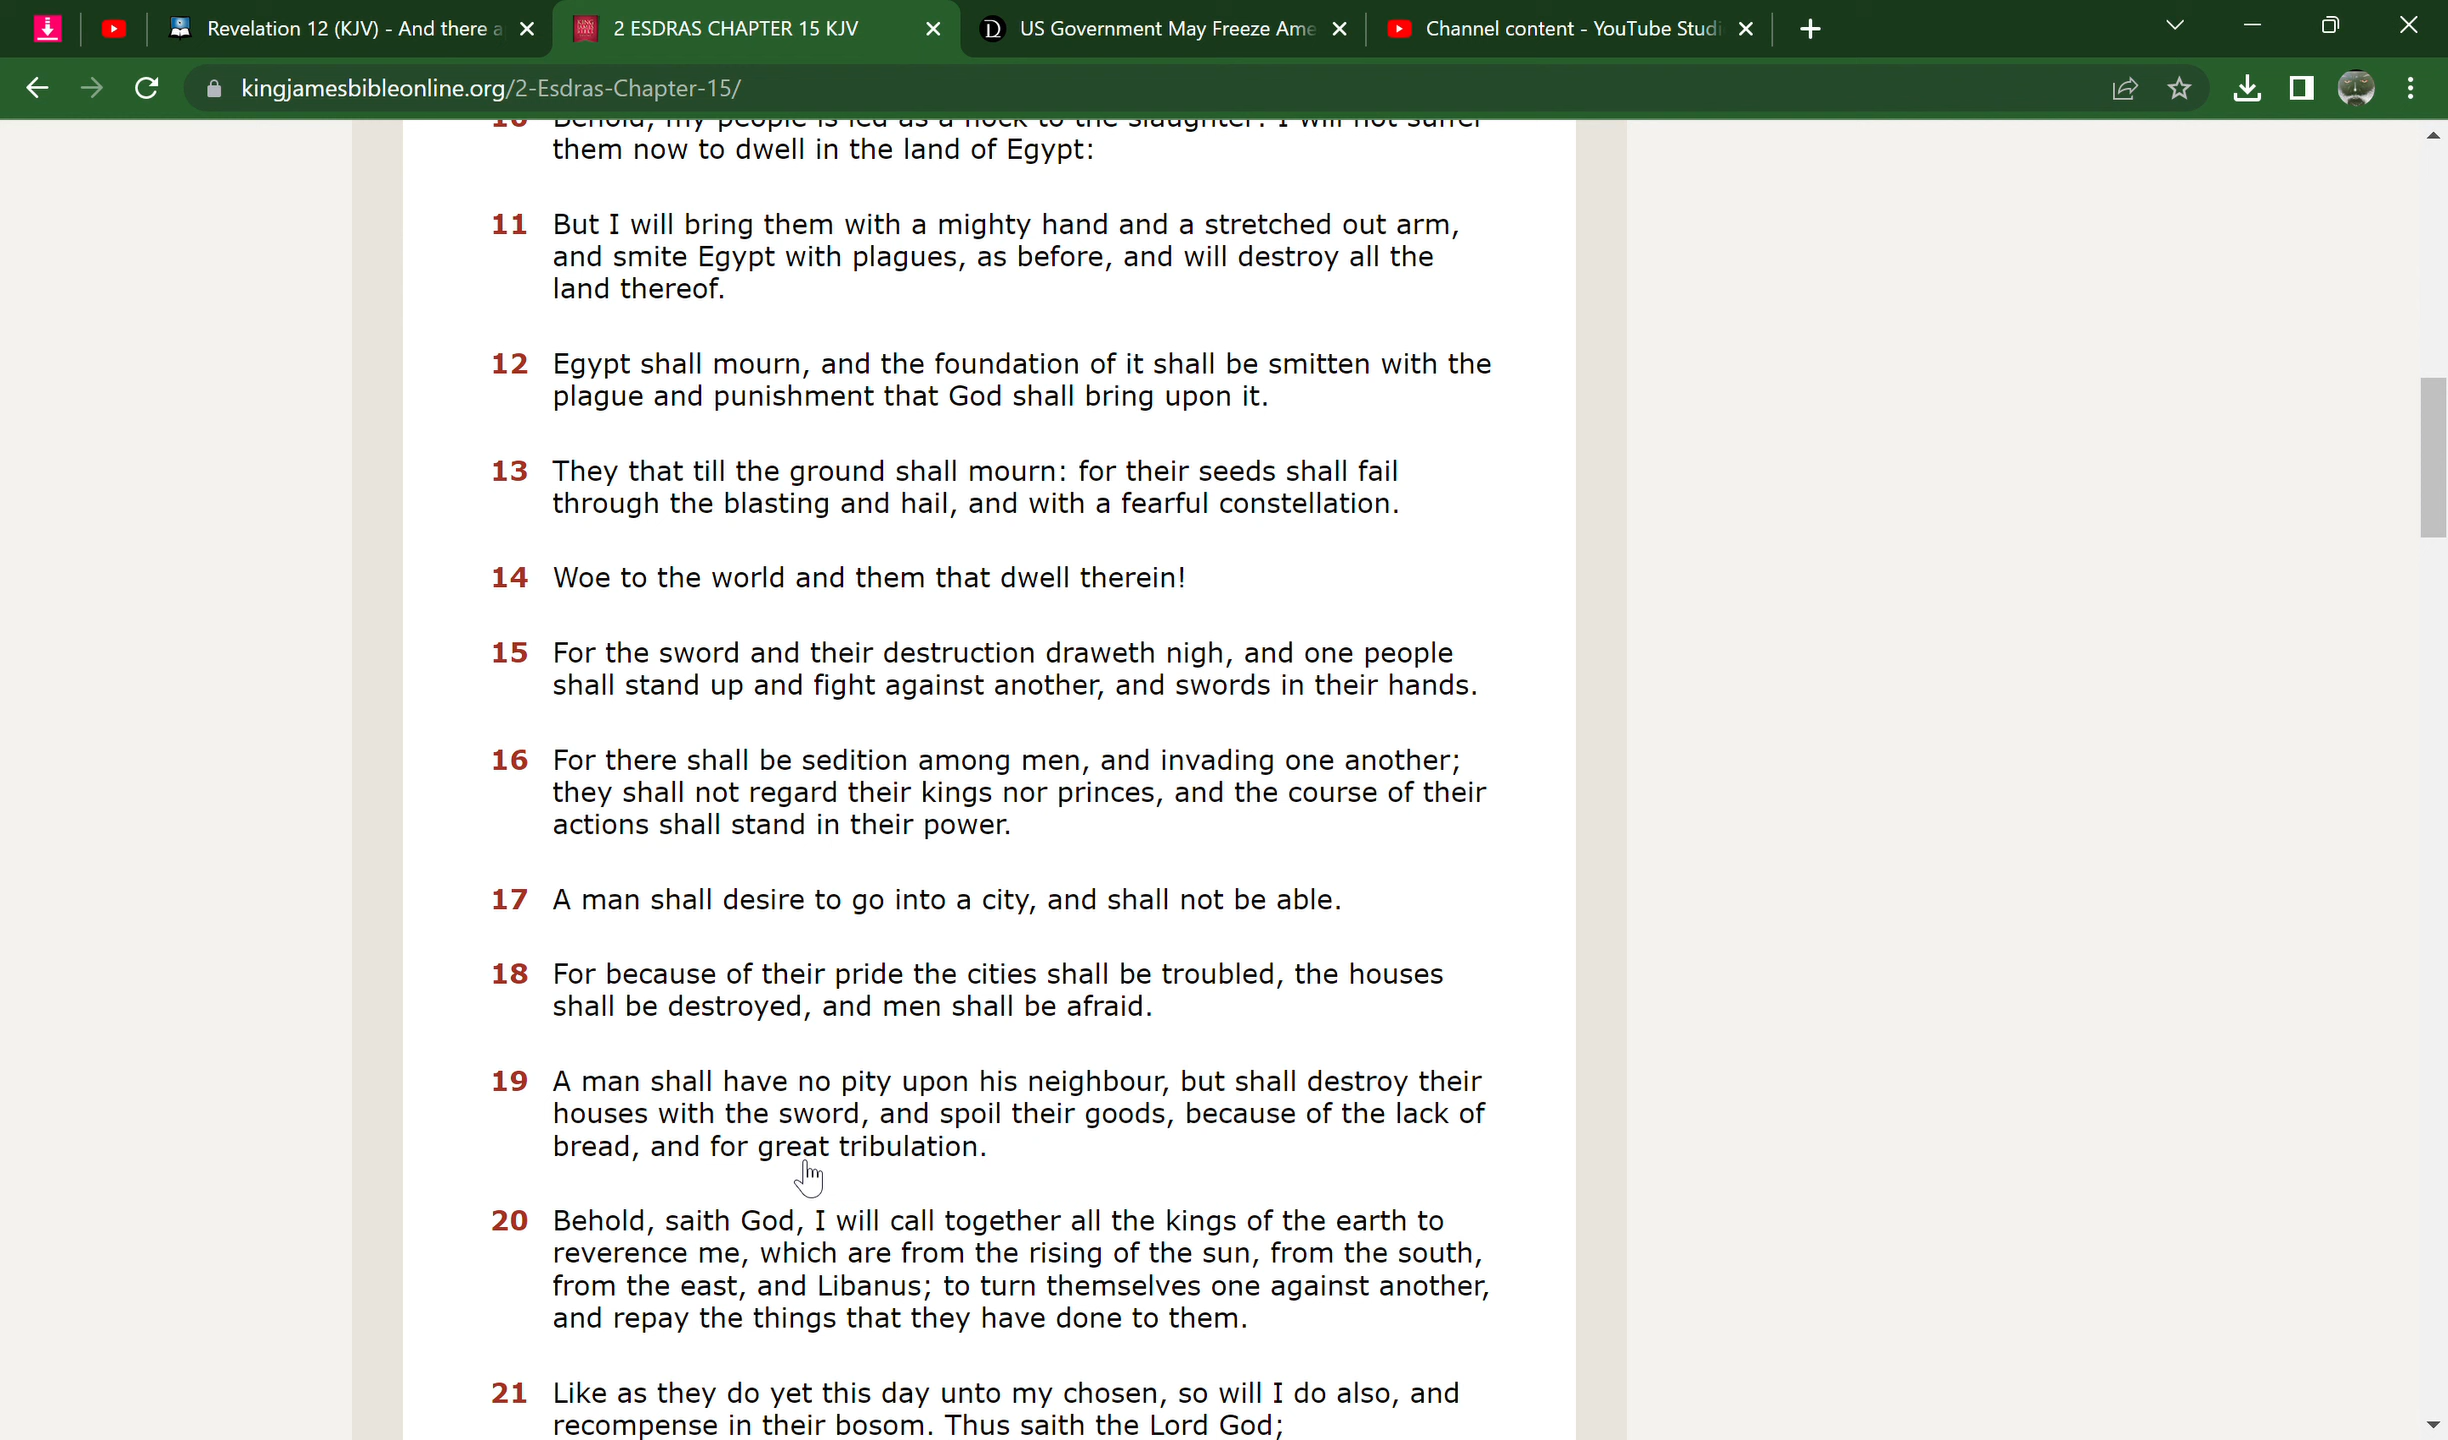 Revelation 12 (KJV) - And there a
2 ESDRAS CHAPTER 15 KJV
US Government May Freeze Ame
Channel content - YouTube Studi
kingjamesbibleonline.org/2-Esdras-Chapter-15/
10 Behold, my people is led as a flock to the slaughter: I will not suffer
them now to dwell in the land of Egypt:
11 But I will bring them with a mighty hand and a stretched out arm,
and smite Egypt with plagues, as before, and will destroy all the
land thereof.
12 Egypt shall mourn, and the foundation of it shall be smitten with the
plague and punishment that God shall bring upon it.
13 They that till the ground shall mourn: for their seeds shall fail
through the blasting and hail, and with a fearful constellation.
14 Woe to the world and them that dwell therein!
15 For the sword and their destruction draweth nigh, and one people
shall stand up and fight against another, and swords in their hands.
16 For there shall be sedition among men, and invading one another;
they shall not regard their kings nor princes, and the course of their
actions shall stand in their power.
17 A man shall desire to go into a city, and shall not be able.
18 For because of their pride the cities shall be troubled, the houses
shall be destroyed, and men shall be afraid.
19 A man shall have no pity upon his neighbour, but shall destroy their
houses with the sword, and spoil their goods, because of the lack of
bread, and for great tribulation.
20 Behold, saith God, I will call together all the kings of the earth to
reverence me, which are from the rising of the sun, from the south,
from the east, and Libanus; to turn themselves one against another,
and repay the things that they have done to them.
21 Like as they do yet this day unto my chosen, so will I do also, and
recompense in their bosom. Thus saith the Lord God;